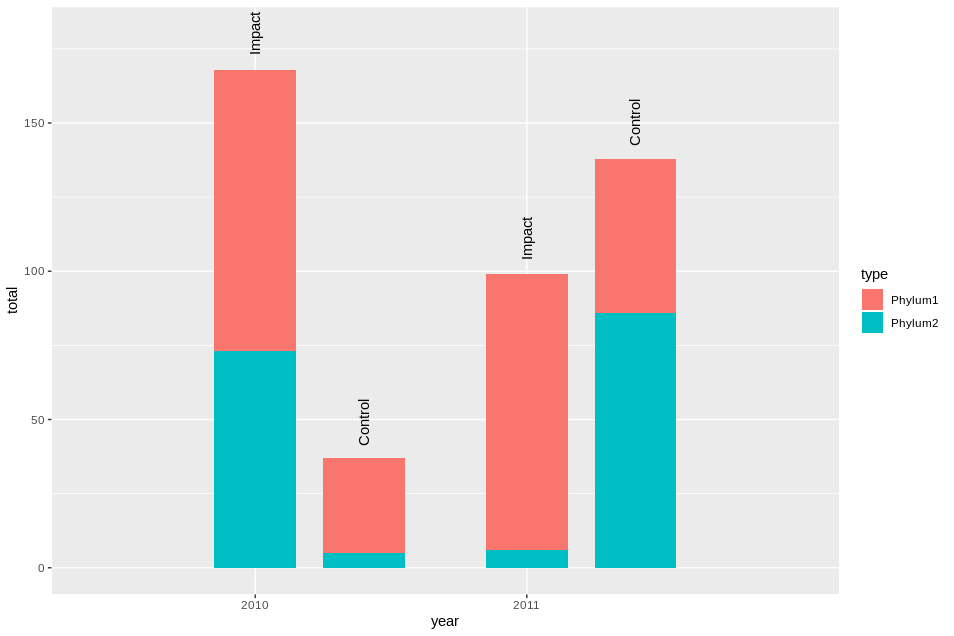 Impact
Control
Impact
Control
150
100
50
0
total
2010
2011
year
type
Phylum1
Phylum2